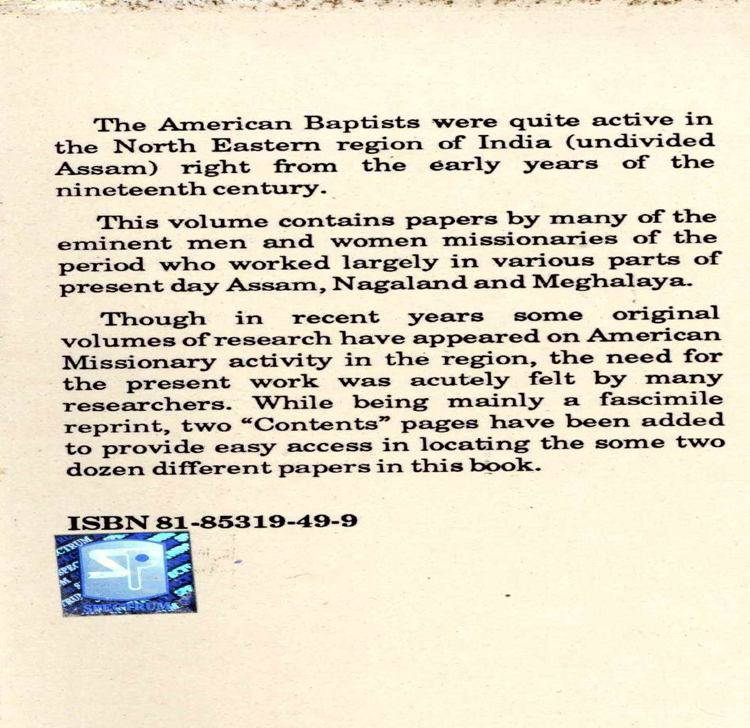 The American Baptists were quite active in
the North Eastern region of India (undivided
Assam) right from the early years of the
nineteenth century.
This volume contains papers by many of the
eminent men and women missionaries of the
period who worked largely in various parts of
present day Assam, Nagaland and Meghalaya.
Though in recent years some original
volumes of research have appeared on American
Missionary activity in the region, the need for
the present work was acutely felt by many
researchers. While being mainly a fascimile
reprint, two “Contents” pages have been added
to provide easy access in locating the some two
dozen different papers in this book.
ISBN 81-85319-49-9
SPECTRUM